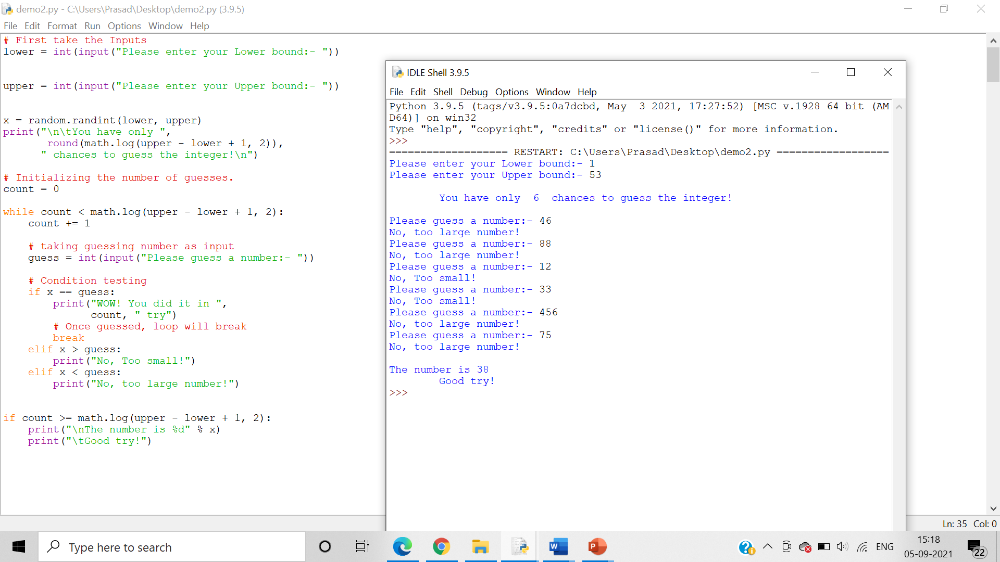 demo2.py - C:\Users\Prasad\Desktop\demo2.py (3.9.5)
File Edit Format Run Options Window Help
# First take the Inputs
lower = int(input("Please enter your Lower bound:- "))
upper = int(input("Please enter your Upper bound:- "))
x = random.randint(lower, upper)
print("\n\tYou have only ",
       round(math.log(upper - lower + 1, 2)),
      " chances to guess the integer!\n")
# Initializing the number of guesses.
count = 0
while count < math.log(upper - lower + 1, 2):
    count += 1
    # taking guessing number as input
    guess = int(input("Please guess a number:- "))
    # Condition testing
    if x == guess:
        print("WOW! You did it in ",
              count, " try")
        # Once guessed, loop will break
        break
    elif x > guess:
        print("No, Too small!")
    elif x < guess:
        print("No, too large number!")
if count >= math.log(upper - lower + 1, 2):
    print("\nThe number is %d" % x)
    print("\tGood try!")
IDLE Shell 3.9.5
File Edit Shell Debug Options Window Help
Python 3.9.5 (tags/v3.9.5:0a7dcbd, May  3 2021, 17:27:52) [MSC v.1928 64 bit (AM
D64)] on win32
Type "help", "copyright", "credits" or "license()" for more information.
>>>
=================== RESTART: C:\Users\Prasad\Desktop\demo2.py ==================
Please enter your Lower bound:- 1
Please enter your Upper bound:- 53
        You have only  6  chances to guess the integer!
Please guess a number:- 46
No, too large number!
Please guess a number:- 88
No, too large number!
Please guess a number:- 12
No, Too small!
Please guess a number:- 33
No, Too small!
Please guess a number:- 456
No, too large number!
Please guess a number:- 75
No, too large number!
The number is 38
        Good try!
>>>
Ln: 35 Col: 0
Type here to search
W
P
ENG
15:18
05-09-2021
22